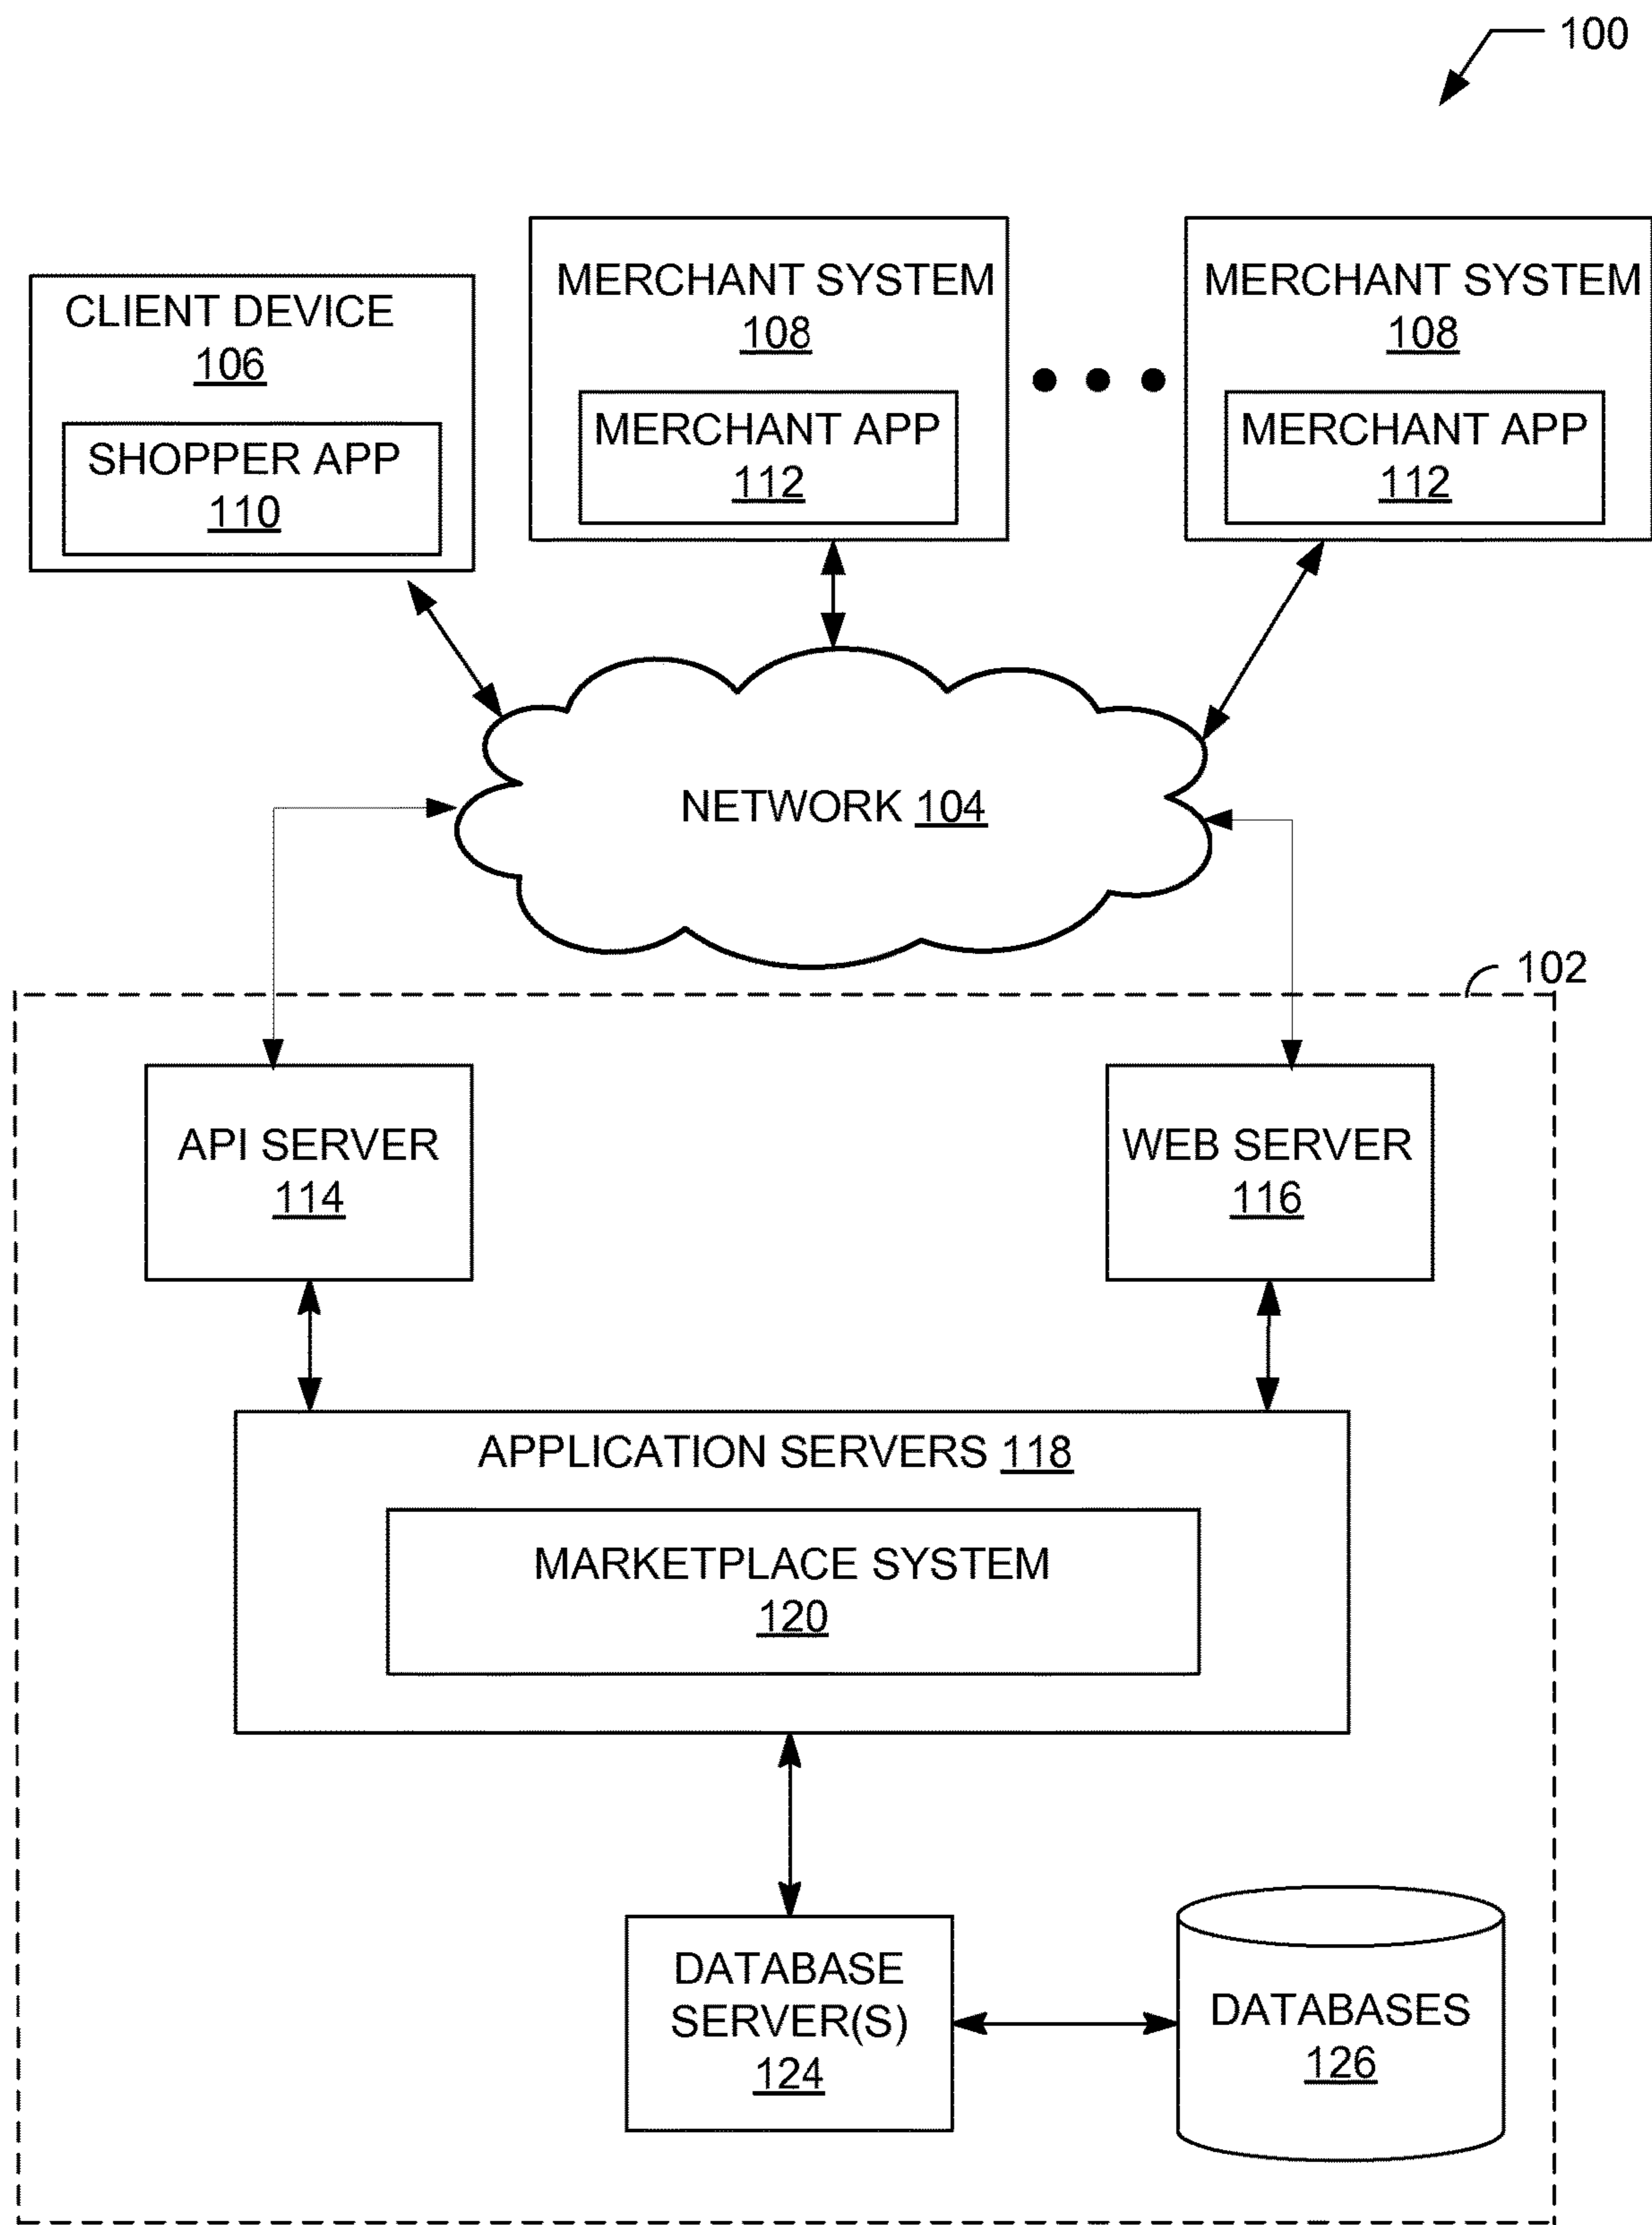 100
CLIENT DEVICE
106
SHOPPER APP
110
MERCHANT SYSTEM
108
MERCHANT APP
112
MERCHANT SYSTEM
108
MERCHANT APP
112
NETWORK 104
102
API SERVER
114
WEB SERVER
116
APPLICATION SERVERS 118
MARKETPLACE SYSTEM
120
DATABASE
SERVER(S)
124
DATABASES
126